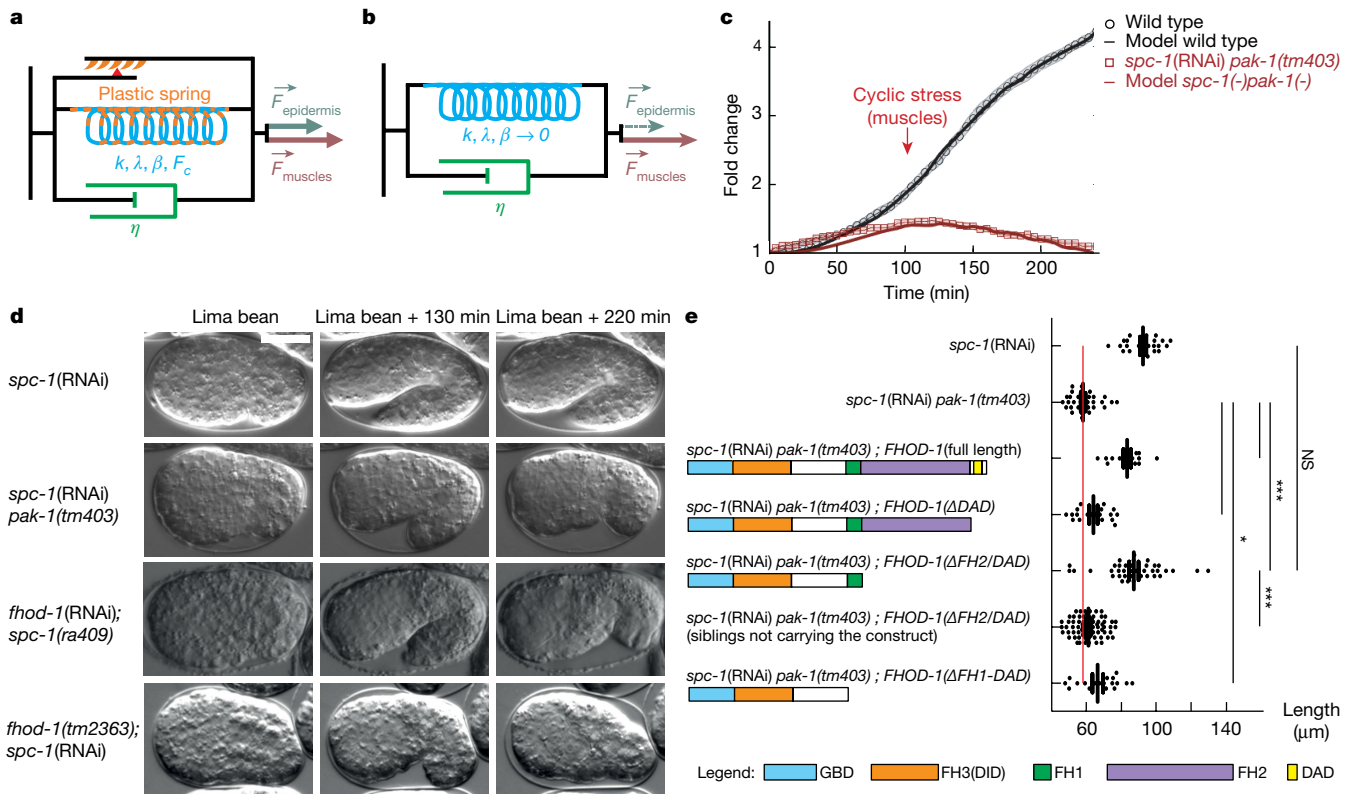 a
Plastic spring
k, λ, β, F_c
η
F epidermis
F muscles
b
k, λ, β → 0
η
F epidermis
F muscles
c
Fold change
4
3
2
1
0
50
100
150
200
Time (min)
Cyclic stress
(muscles)
Wild type
Model wild type
spc-1(RNAi) pak-1(tm403)
Model spc-1(-)pak-1(-)
d
Lima bean
Lima bean + 130 min
Lima bean + 220 min
spc-1(RNAi)
spc-1(RNAi)
pak-1(tm403)
fhod-1(RNAi);
spc-1(ra409)
fhod-1(tm2363);
spc-1(RNAi)
e
spc-1(RNAi)
spc-1(RNAi) pak-1(tm403)
spc-1(RNAi) pak-1(tm403) ; FHOD-1(full length)
spc-1(RNAi) pak-1(tm403) ; FHOD-1(ΔDAD)
spc-1(RNAi) pak-1(tm403) ; FHOD-1(ΔFH2/DAD)
spc-1(RNAi) pak-1(tm403) ; FHOD-1(ΔFH2/DAD)
(siblings not carrying the construct)
spc-1(RNAi) pak-1(tm403) ; FHOD-1(ΔFH1-DAD)
NS
***
*
***
60
100
140
Length
(μm)
Legend:
GBD
FH3(DID)
FH1
FH2
DAD